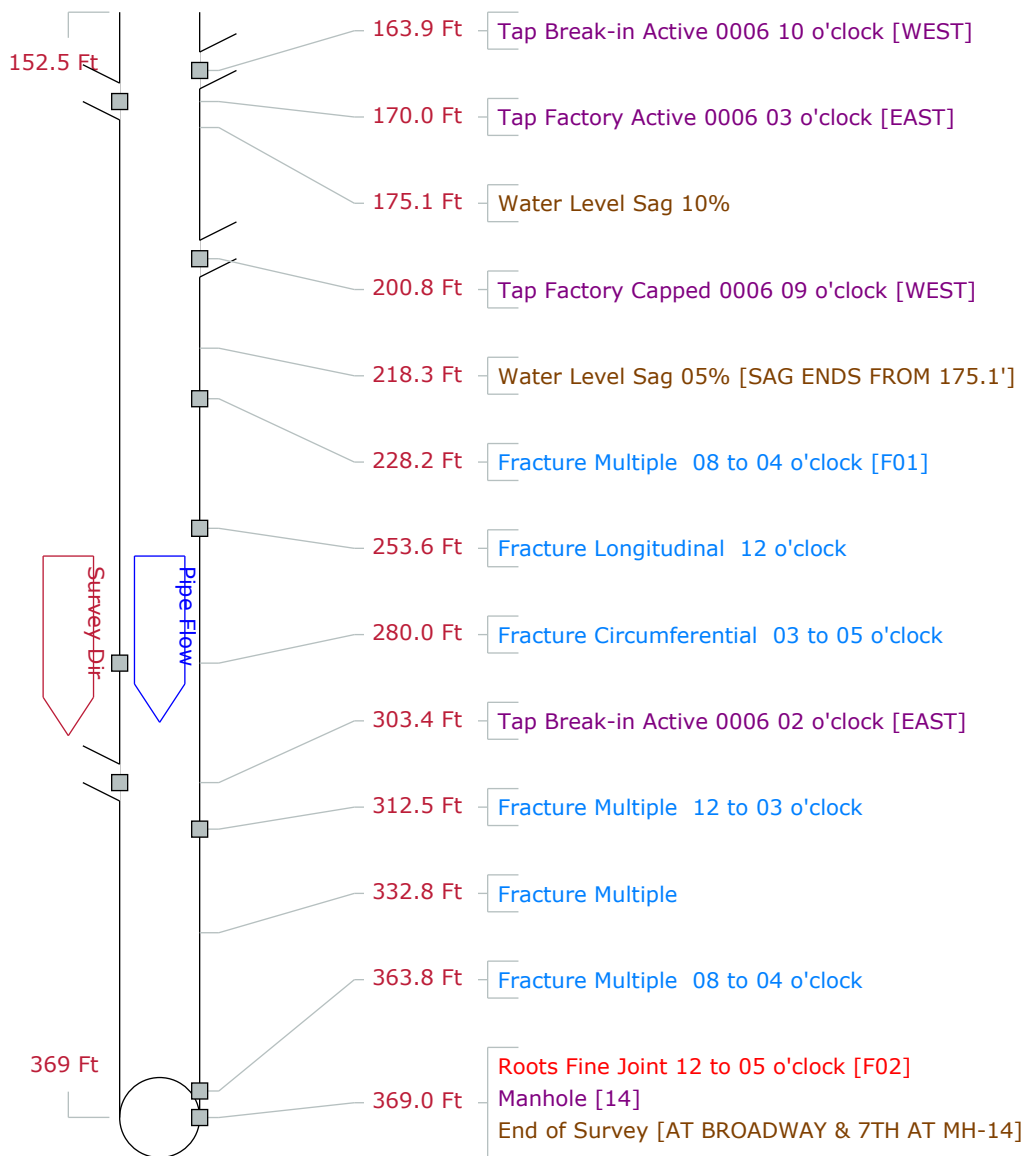 152.5 Ft
163.9 Ft Tap Break-in Active 0006 10 o'clock [WEST]
170.0 Ft Tap Factory Active 0006 03 o'clock [EAST]
175.1 Ft Water Level Sag 10%
200.8 Ft Tap Factory Capped 0006 09 o'clock [WEST]
218.3 Ft Water Level Sag 05% [SAG ENDS FROM 175.1']
228.2 Ft Fracture Multiple 08 to 04 o'clock [F01]
253.6 Ft Fracture Longitudinal 12 o'clock
Survey Dir
Pipe Flow
280.0 Ft Fracture Circumferential 03 to 05 o'clock
303.4 Ft Tap Break-in Active 0006 02 o'clock [EAST]
312.5 Ft Fracture Multiple 12 to 03 o'clock
332.8 Ft Fracture Multiple
363.8 Ft Fracture Multiple 08 to 04 o'clock
369 Ft
369.0 Ft
Roots Fine Joint 12 to 05 o'clock [F02]
Manhole [14]
End of Survey [AT BROADWAY & 7TH AT MH-14]